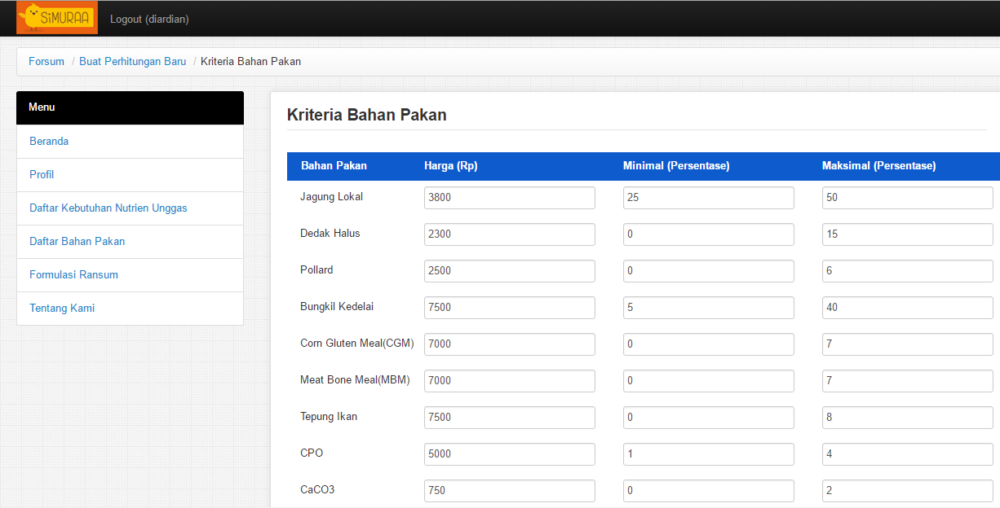 SiMURAA Logout (diardian)
Forsum / Buat Perhitungan Baru / Kriteria Bahan Pakan
Menu
Beranda
Profil
Daftar Kebutuhan Nutrien Unggas
Daftar Bahan Pakan
Formulasi Ransum
Tentang Kami
Kriteria Bahan Pakan
Bahan Pakan Harga (Rp) Minimal (Persentase) Maksimal (Persentase)
Jagung Lokal 3800 25 50
Dedak Halus 2300 0 15
Pollard 2500 0 6
Bungkil Kedelai 7500 5 40
Corn Gluten Meal(CGM) 7000 0 7
Meat Bone Meal(MBM) 7000 0 7
Tepung Ikan 7500 0 8
CPO 5000 1 4
CaCO3 750 0 2